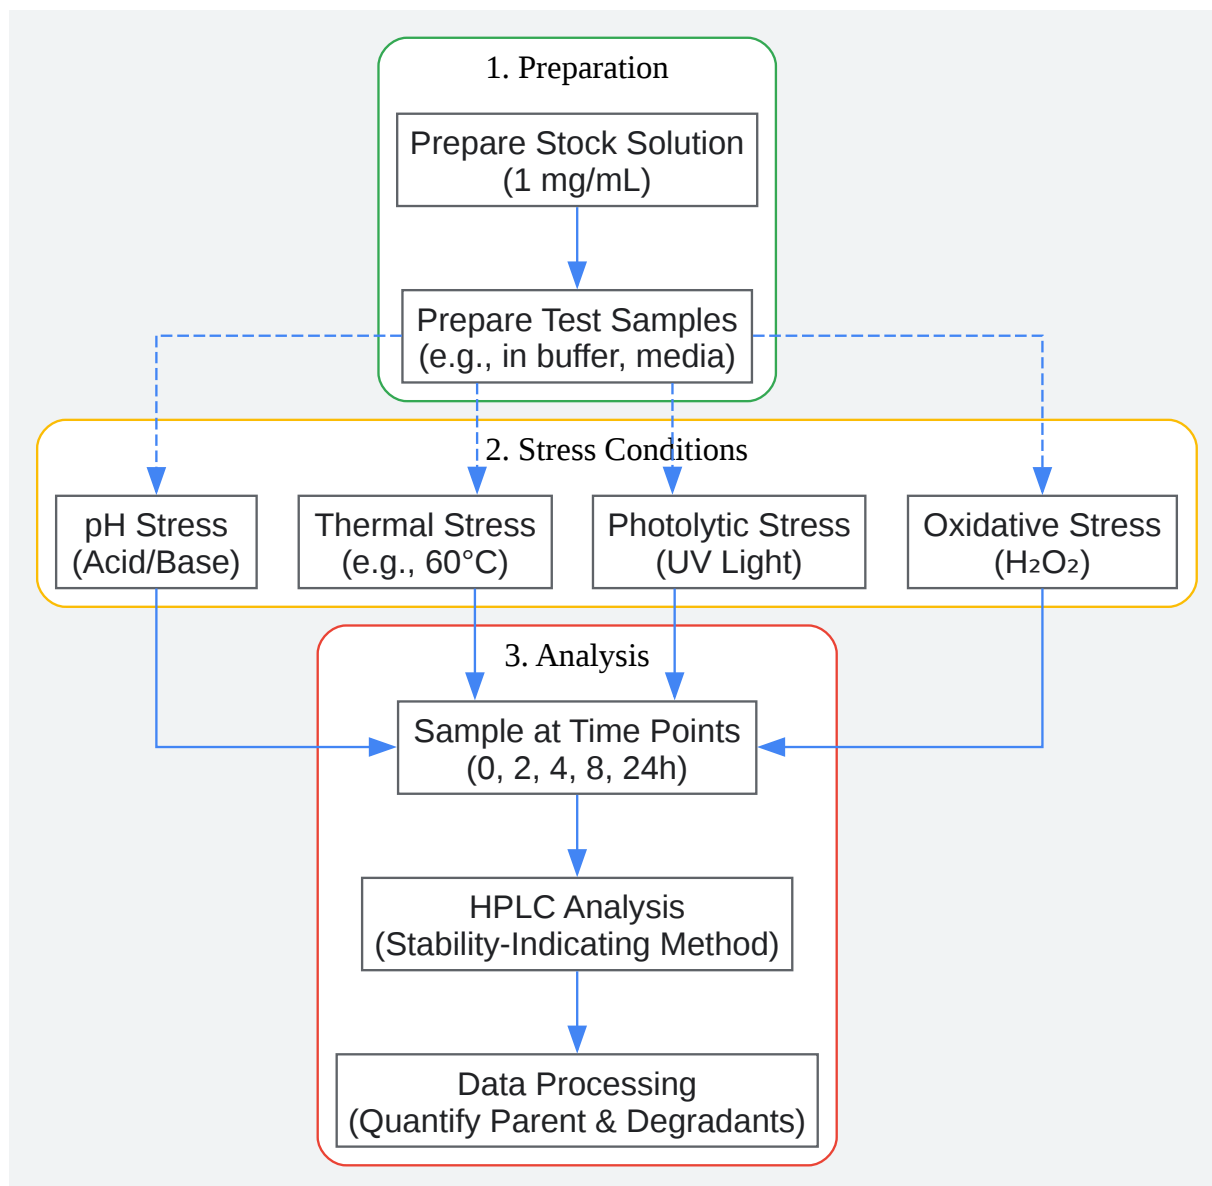 1. Preparation
Prepare Stock Solution
(1 mg/mL)
Prepare Test Samples
(e.g., in buffer, media)
2. Stress Conditions
pH Stress
(Acid/Base)
Thermal Stress
(e.g., 60°C)
Photolytic Stress
(UV Light)
Oxidative Stress
(H₂O₂)
3. Analysis
Sample at Time Points
(0, 2, 4, 8, 24h)
HPLC Analysis
(Stability-Indicating Method)
Data Processing
(Quantify Parent & Degradants)